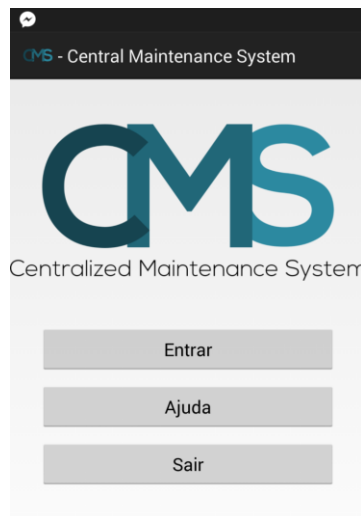 CMS - Central Maintenance System
CMS
Centralized Maintenance System
Entrar
Ajuda
Sair